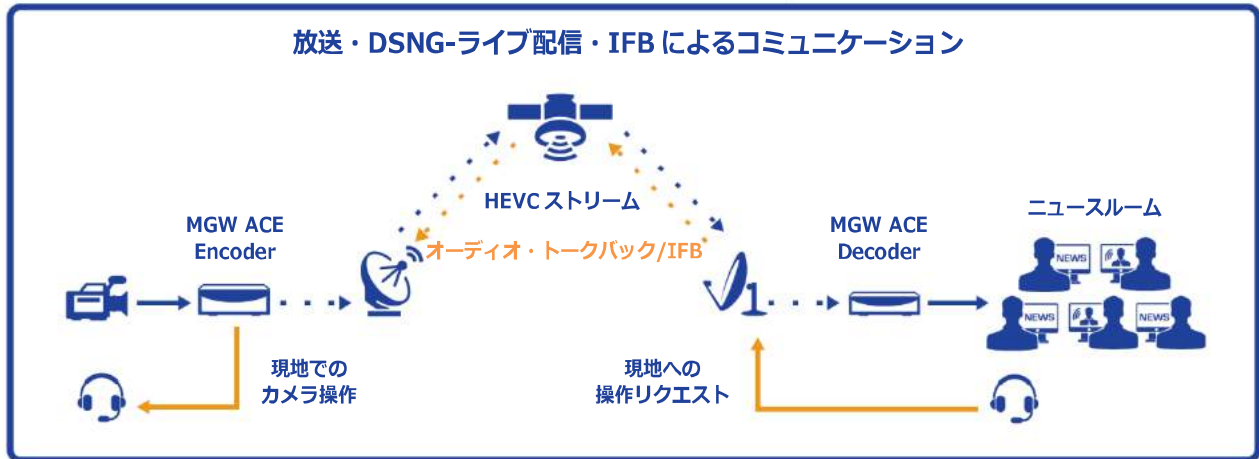 放送・DSNG-ライブ配信・IFB によるコミュニケーション
HEVC ストリーム
オーディオ・トークバック/IFB
MGW ACE
Encoder
MGW ACE
Decoder
ニュースルーム
NEWS
NEWS
NEWS
現地での
カメラ操作
現地への
操作リクエスト